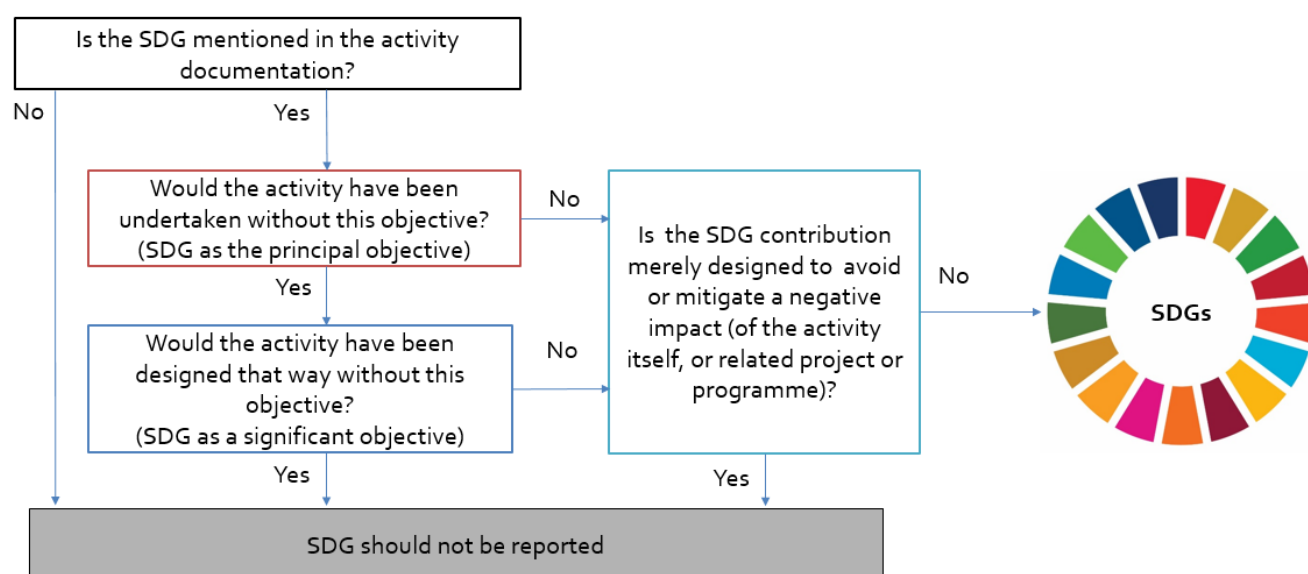 Is the SDG mentioned in the activity
documentation?
No
Yes
Would the activity have been
undertaken without this objective?
(SDG as the principal objective)
No
Yes
Is the SDG contribution
merely designed to avoid
or mitigate a negative
impact (of the activity
itself, or related project or
programme)?
No
SDGs
Would the activity have been
designed that way without this
objective?
(SDG as a significant objective)
No
Yes
Yes
SDG should not be reported